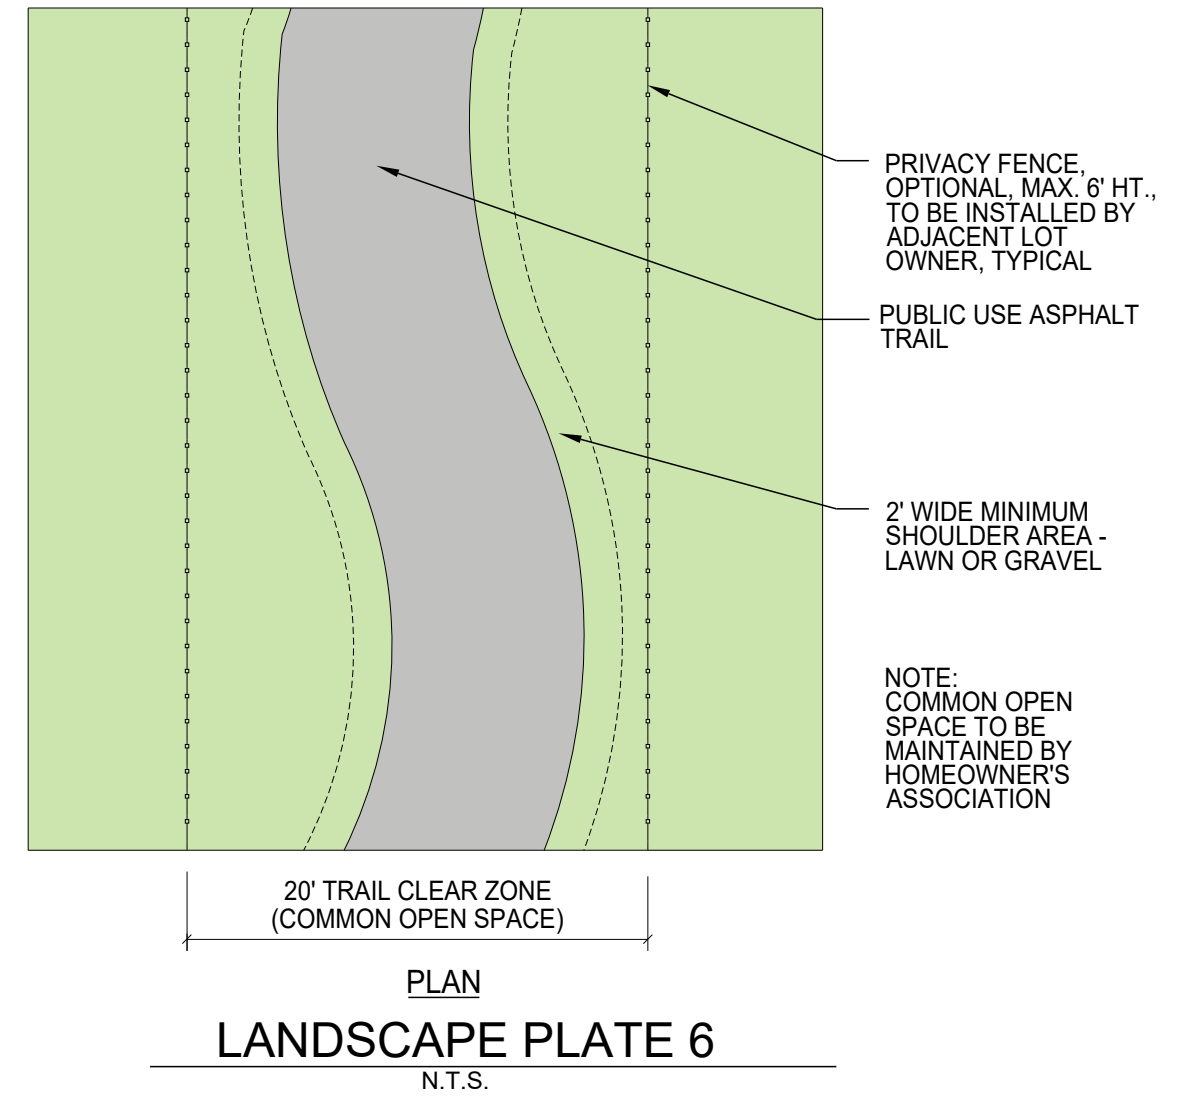 PRIVACY FENCE,
OPTIONAL, MAX. 6' HT.,
TO BE INSTALLED BY
ADJACENT LOT
OWNER, TYPICAL
PUBLIC USE ASPHALT
TRAIL
2' WIDE MINIMUM
SHOULDER AREA -
LAWN OR GRAVEL
NOTE:
COMMON OPEN
SPACE TO BE
MAINTAINED BY
HOMEOWNER'S
ASSOCIATION
20' TRAIL CLEAR ZONE
(COMMON OPEN SPACE)
PLAN
LANDSCAPE PLATE 6
N.T.S.